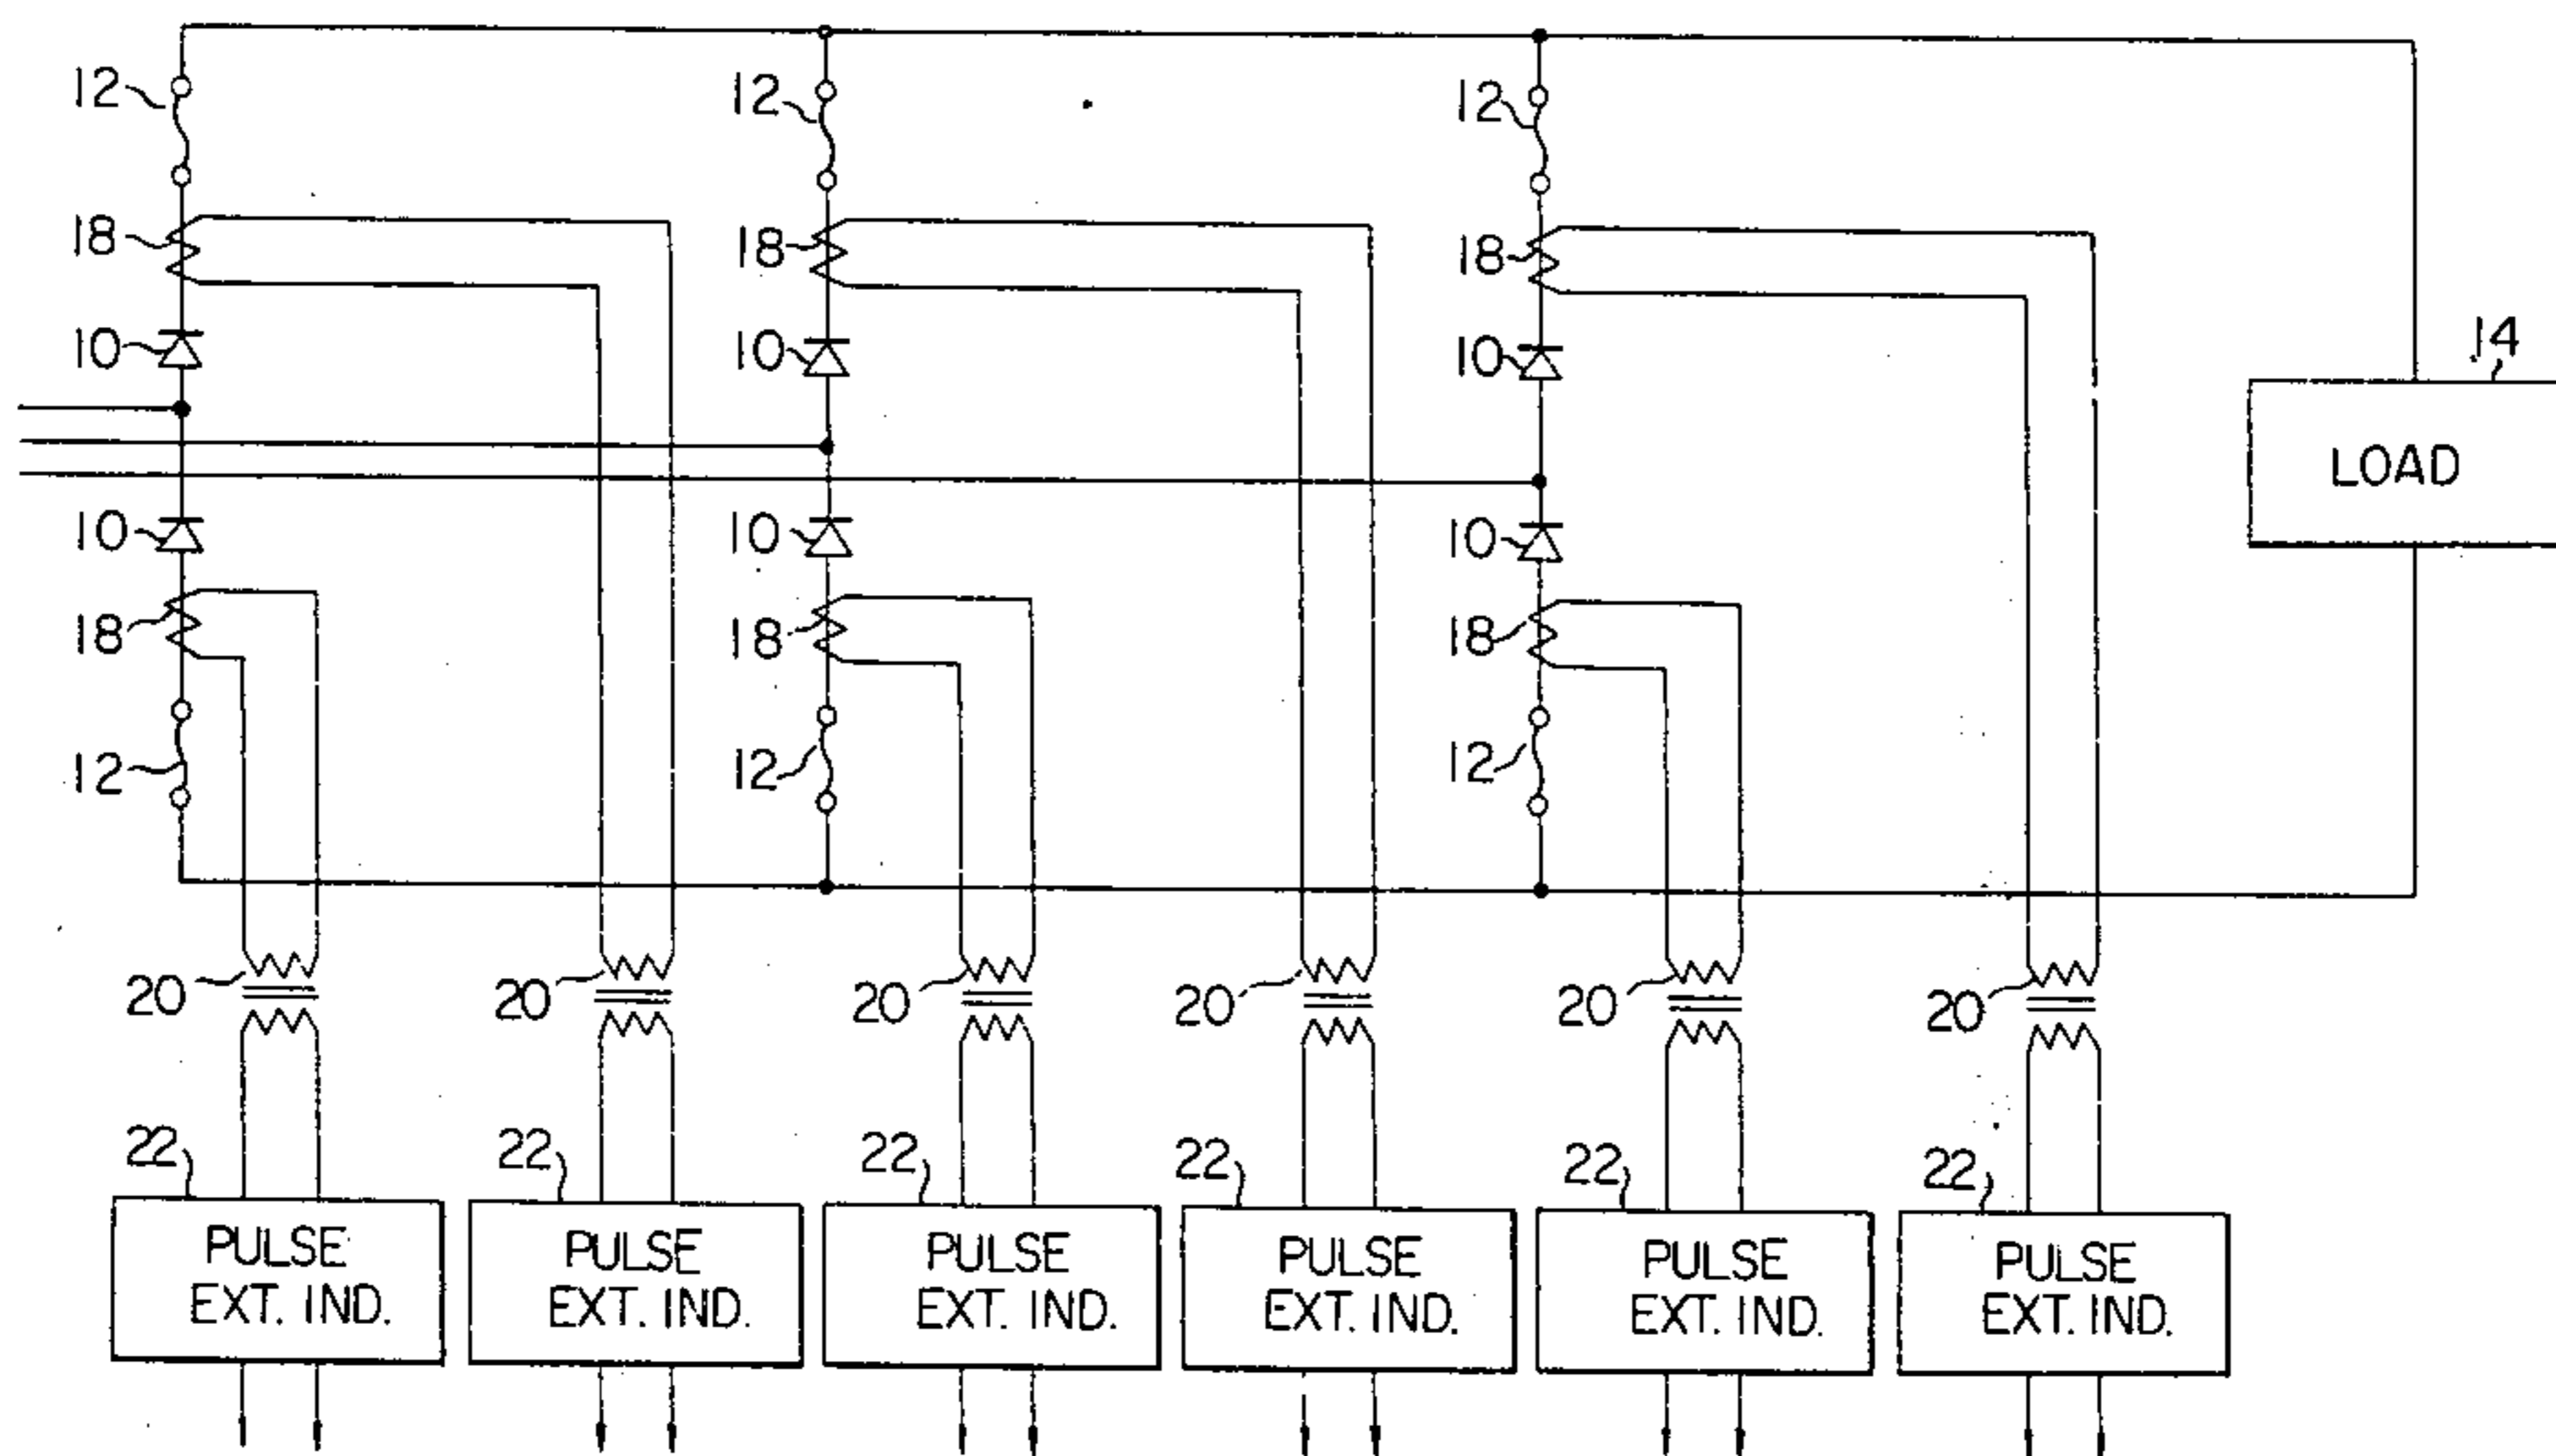 12 12 12
18 18 18
10 10 10
14
LOAD
10 10 10
18 18 18
12 12 12
20 20 20 20 20 20
22 22 22 22 22 22
PULSE PULSE PULSE PULSE PULSE PULSE
EXT. IND. EXT. IND. EXT. IND. EXT. IND. EXT. IND. EXT. IND.